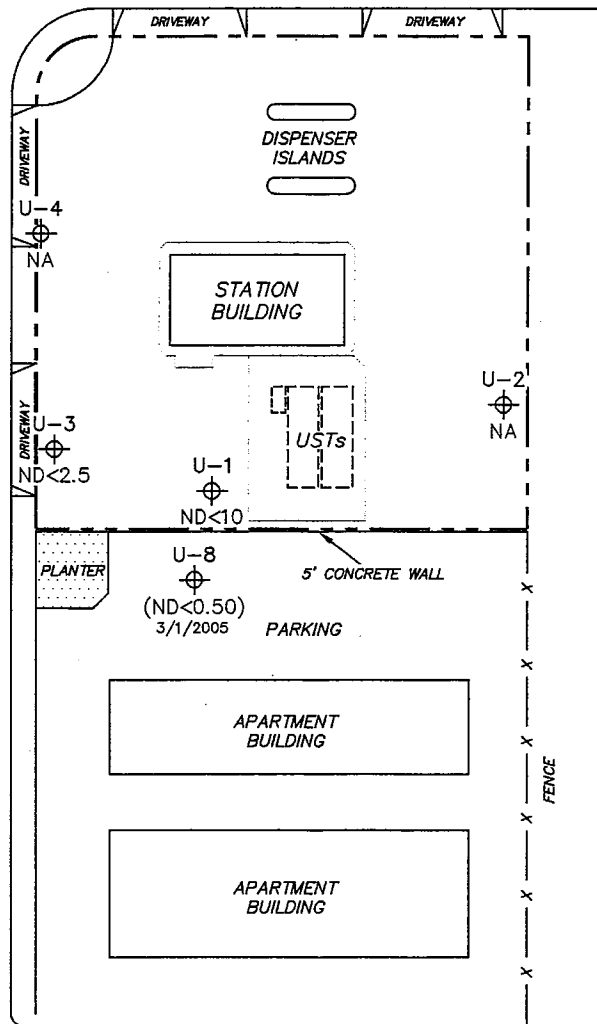 DRIVEWAY
DRIVEWAY
DISPENSER
ISLANDS
DRIVEWAY
U-4
NA
STATION
BUILDING
U-2
NA
USTs
DRIVEWAY
U-3
ND<2.5
U-1
ND<10
PLANTER
U-8
(ND<0.50)
3/1/2005
5' CONCRETE WALL
PARKING
X
X
APARTMENT
BUILDING
X
FENCE
X
APARTMENT
BUILDING
X
X